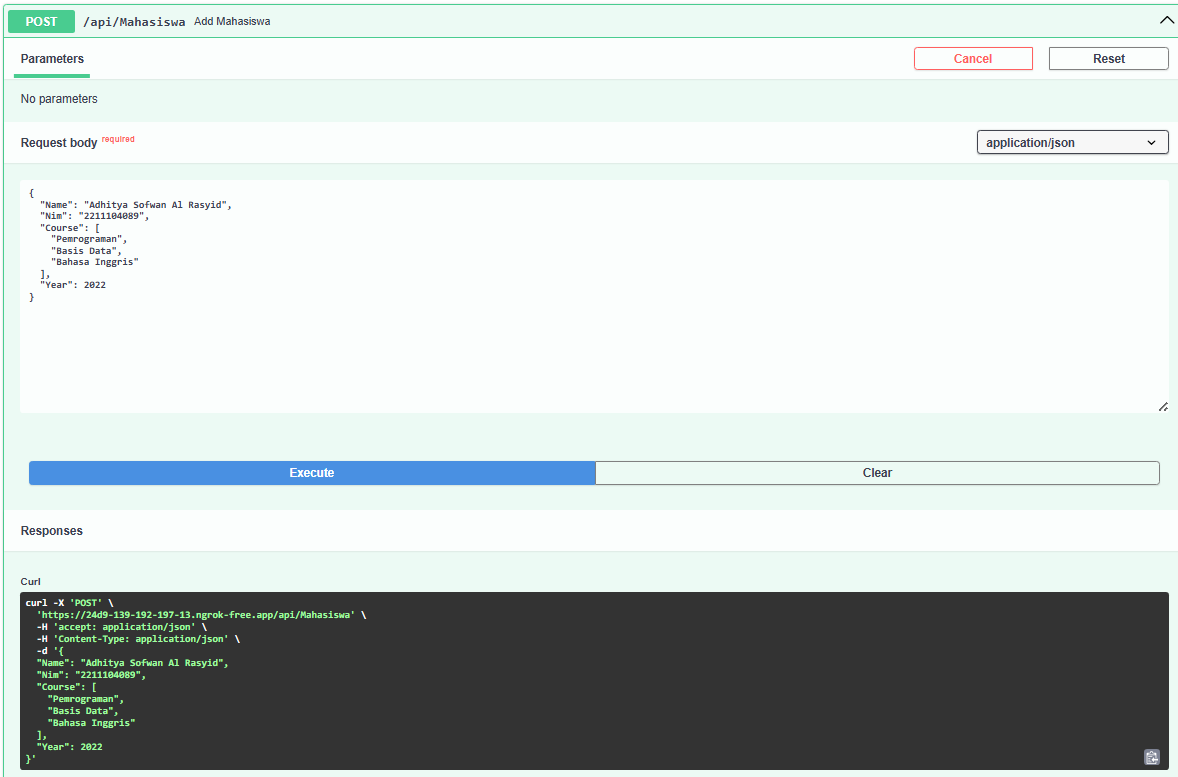 POST /api/Mahasiswa Add Mahasiswa
Parameters
Cancel
Reset
No parameters
Request body required
application/json
{
  "Name": "Adhitya Sofwan Al Rasyid",
  "Nim": "2211104089",
  "Course": [
    "Pemrograman",
    "Basis Data",
    "Bahasa Inggris"
  ],
  "Year": 2022
}
Execute
Clear
Responses
Curl
curl -X 'POST' \
  'https://24d9-139-192-197-13.ngrok-free.app/api/Mahasiswa' \
  -H 'accept: application/json' \
  -H 'Content-Type: application/json' \
  -d '{
  "Name": "Adhitya Sofwan Al Rasyid",
  "Nim": "2211104089",
  "Course": [
    "Pemrograman",
    "Basis Data",
    "Bahasa Inggris"
  ],
  "Year": 2022
}'